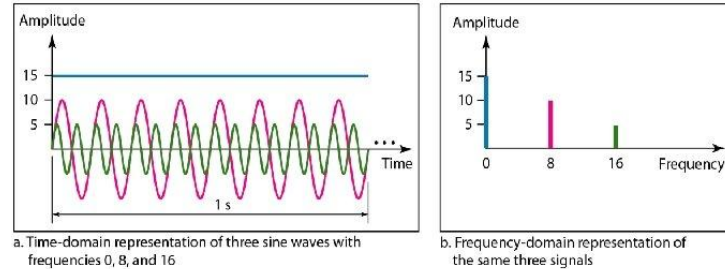 Amplitude
15
10
5
...
Time
1 s
a. Time-domain representation of three sine waves with
frequencies 0, 8, and 16
Amplitude
15
10
5
0 8 16 Frequency
b. Frequency-domain representation of
the same three signals